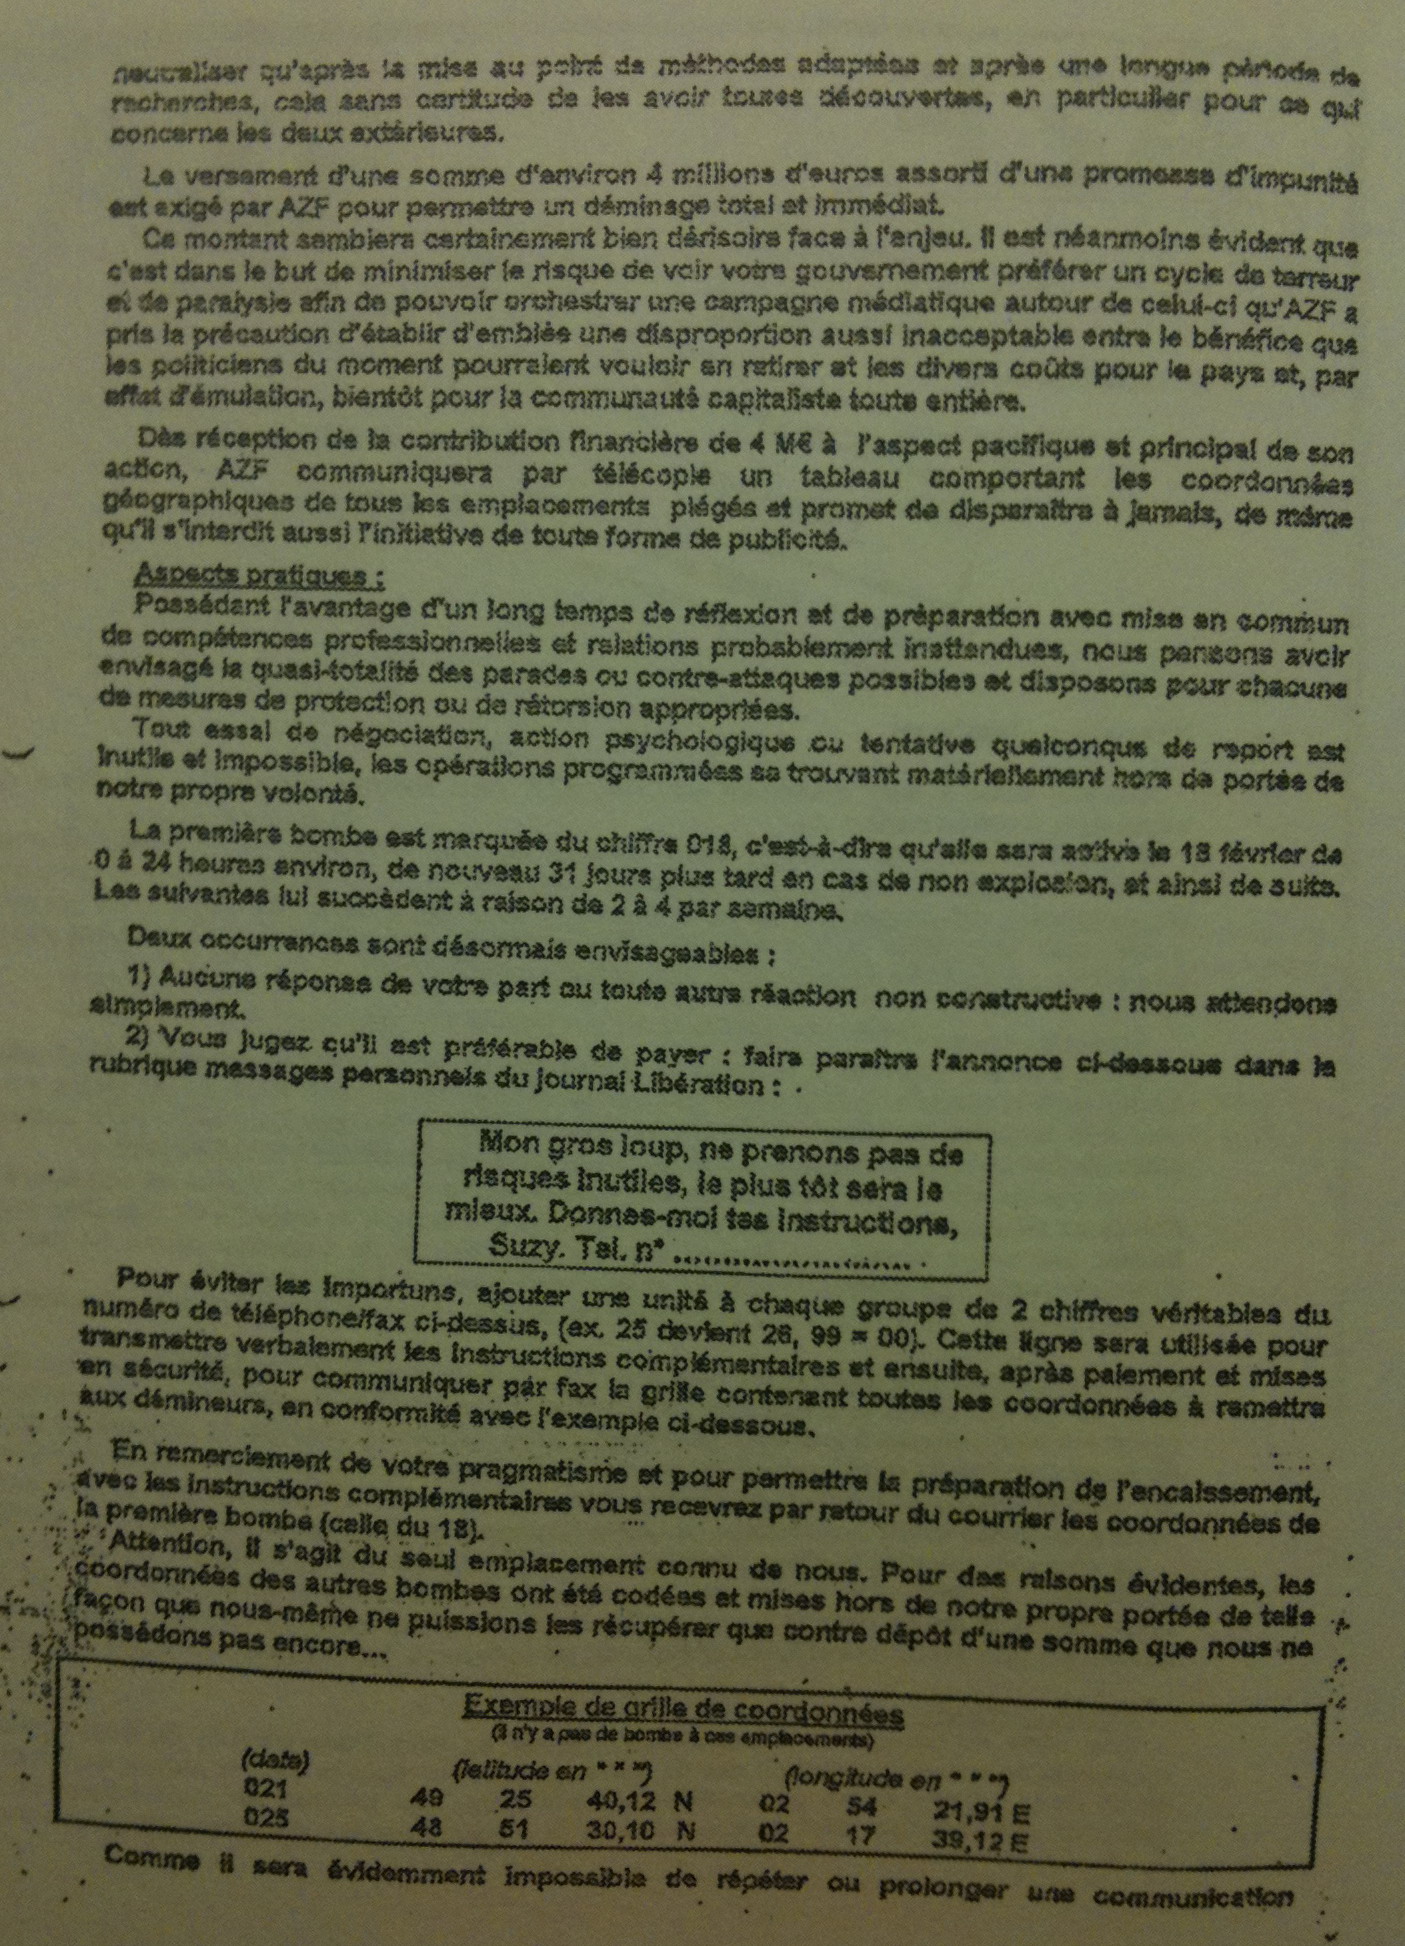 neutraliser qu'après la mise au point de méthodes adaptées et après une longue période de
recherches, cela sans certitude de les avoir toutes découvertes, en particulier pour ce qui
concerne les deux extérieures.
Le versement d'une somme d'environ 4 millions d'euros assorti d'une promesse d'impunité
est exigé par AZF pour permettre un déminage total et immédiat.
Ce montant semblera certainement bien dérisoire face à l'enjeu. Il est néanmoins évident que
c'est dans le but de minimiser le risque de voir votre gouvernement préférer un cycle de terreur
et de paralysie afin de pouvoir orchestrer une campagne médiatique autour de celui-ci qu'AZF a
pris la précaution d'établir d'emblée une disproportion aussi inacceptable entre le bénéfice que
les politiciens du moment pourraient vouloir en retirer et les divers coûts pour le pays et, par
effet d'émulation, bientôt pour la communauté capitaliste toute entière.
Dès réception de la contribution financière de 4 M€ à l'aspect pacifique et principal de son
action, AZF communiquera par télécopie un tableau comportant les coordonnées
géographiques de tous les emplacements piégés et promet de disparaître à jamais, de même
qu'il s'interdit aussi l'initiative de toute forme de publicité.
Aspects pratiques :
Possédant l'avantage d'un long temps de réflexion et de préparation avec mise en commun
de compétences professionnelles et relations probablement inattendues, nous pensons avoir
envisagé la quasi-totalité des parades ou contre-attaques possibles et disposons pour chacune
de mesures de protection ou de rétorsion appropriées.
Tout essai de négociation, action psychologique ou tentative quelconque de report est
inutile et impossible, les opérations programmées se trouvant matériellement hors de portée de
notre propre volonté.
La première bombe est marquée du chiffre 018, c'est-à-dire qu'elle sera active le 18 février de
0 à 24 heures environ, de nouveau 31 jours plus tard en cas de non explosion, et ainsi de suite.
Les suivantes lui succèdent à raison de 2 à 4 par semaine.
Deux occurrances sont désormais envisageables :
1) Aucune réponse de votre part ou toute autre réaction non constructive : nous attendons
simplement.
2) Vous jugez qu'il est préférable de payer : faire paraître l'annonce ci-dessous dans la
rubrique messages personnels du journal Libération :
Mon gros loup, ne prenons pas de
risques inutiles, le plus tôt sera le
mieux. Donnes-moi tes instructions,
Suzy. Tel. n° ........................
Pour éviter les importuns, ajouter une unité à chaque groupe de 2 chiffres véritables du
numéro de téléphone/fax ci-dessus, (ex. 25 devient 26, 99 = 00). Cette ligne sera utilisée pour
transmettre verbalement les instructions complémentaires et ensuite, après paiement et mises
en sécurité, pour communiquer par fax la grille contenant toutes les coordonnées à remettre
aux démineurs, en conformité avec l'exemple ci-dessous.
En remerciement de votre pragmatisme et pour permettre la préparation de l'encaissement,
avec les instructions complémentaires vous recevrez par retour du courrier les coordonnées de
la première bombe (celle du 18).
Attention, il s'agit du seul emplacement connu de nous. Pour des raisons évidentes, les
coordonnées des autres bombes ont été codées et mises hors de notre propre portée de telle
façon que nous-même ne puissions les récupérer que contre dépôt d'une somme que nous ne
possédons pas encore...
Exemple de grille de coordonnées
(il n'y a pas de bombe à ces emplacements)
(date) (latitude en ° ' ") (longitude en ° ' ")
021 49 25 40,12 N 02 54 21,91 E
025 48 51 30,10 N 02 17 39,12 E
Comme il sera évidemment impossible de répéter ou prolonger une communication